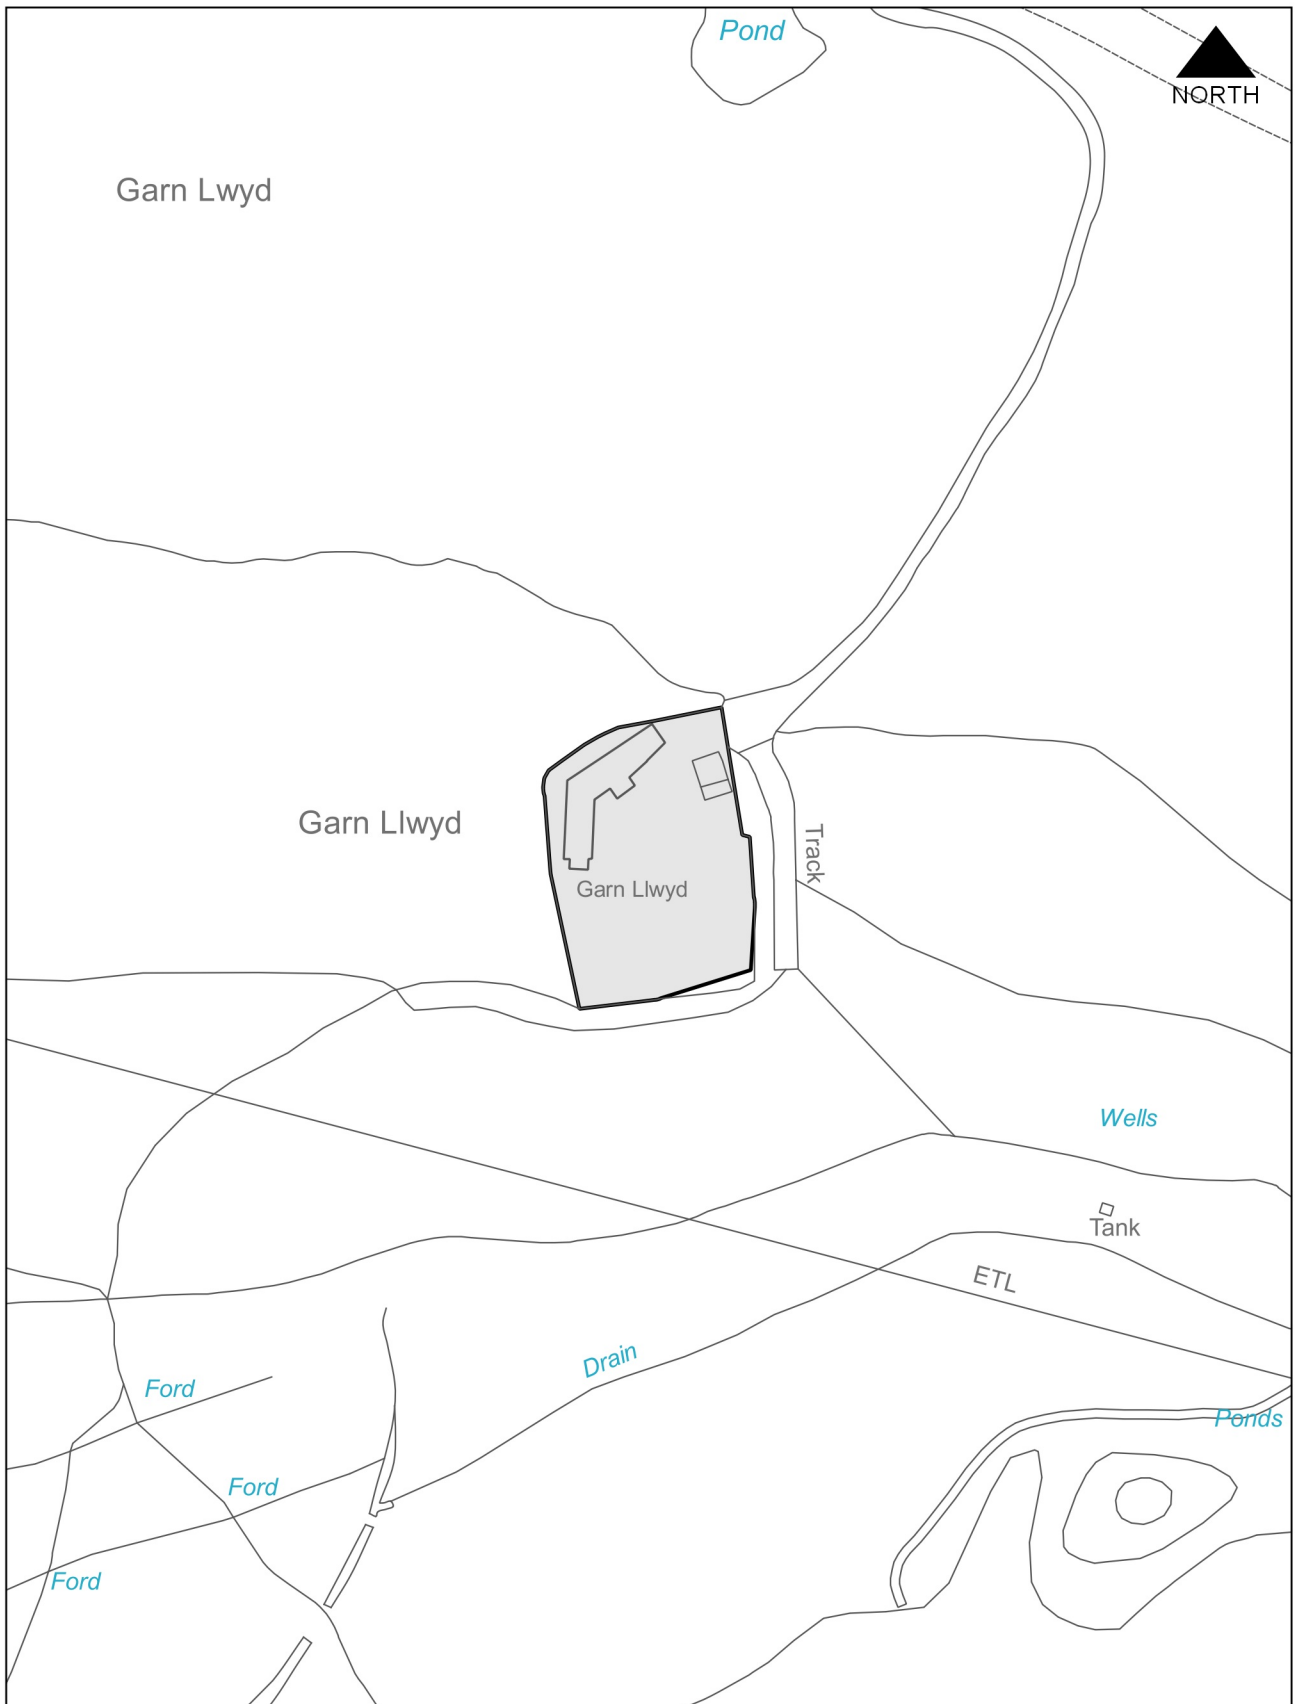 Pond
NORTH
Garn Lwyd
Garn Llwyd
Track
Garn Llwyd
Wells
Tank
ETL
Drain
Ford
Ponds
Ford
Ford